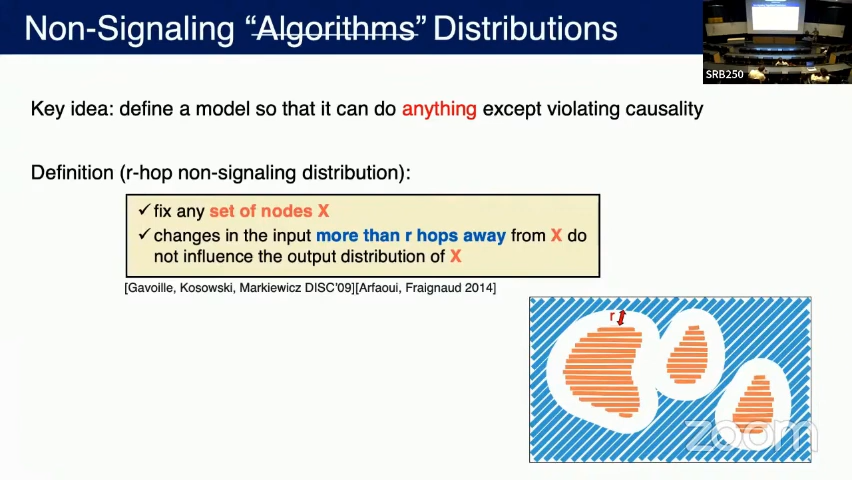 Non-Signaling “Algorithms” Distributions
SRB250
Key idea: define a model so that it can do anything except violating causality
Definition (r-hop non-signaling distribution):
✓ fix any set of nodes X
✓ changes in the input more than r hops away from X do
not influence the output distribution of X
[Gavoille, Kosowski, Markiewicz DISC'09][Arfaoui, Fraignaud 2014]
r
zoom